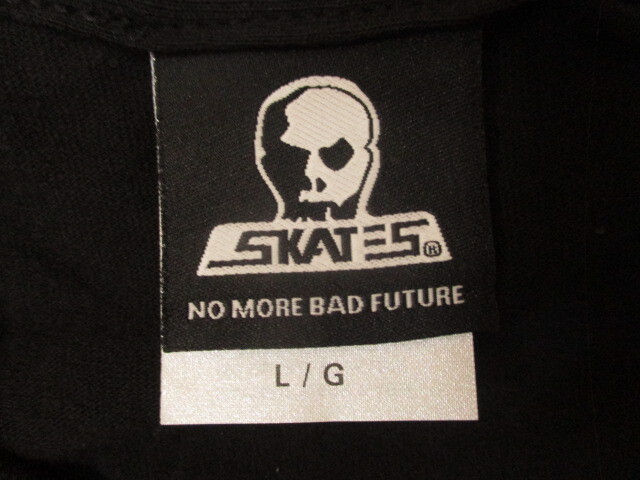 SKATES®
NO MORE BAD FUTURE
L / G